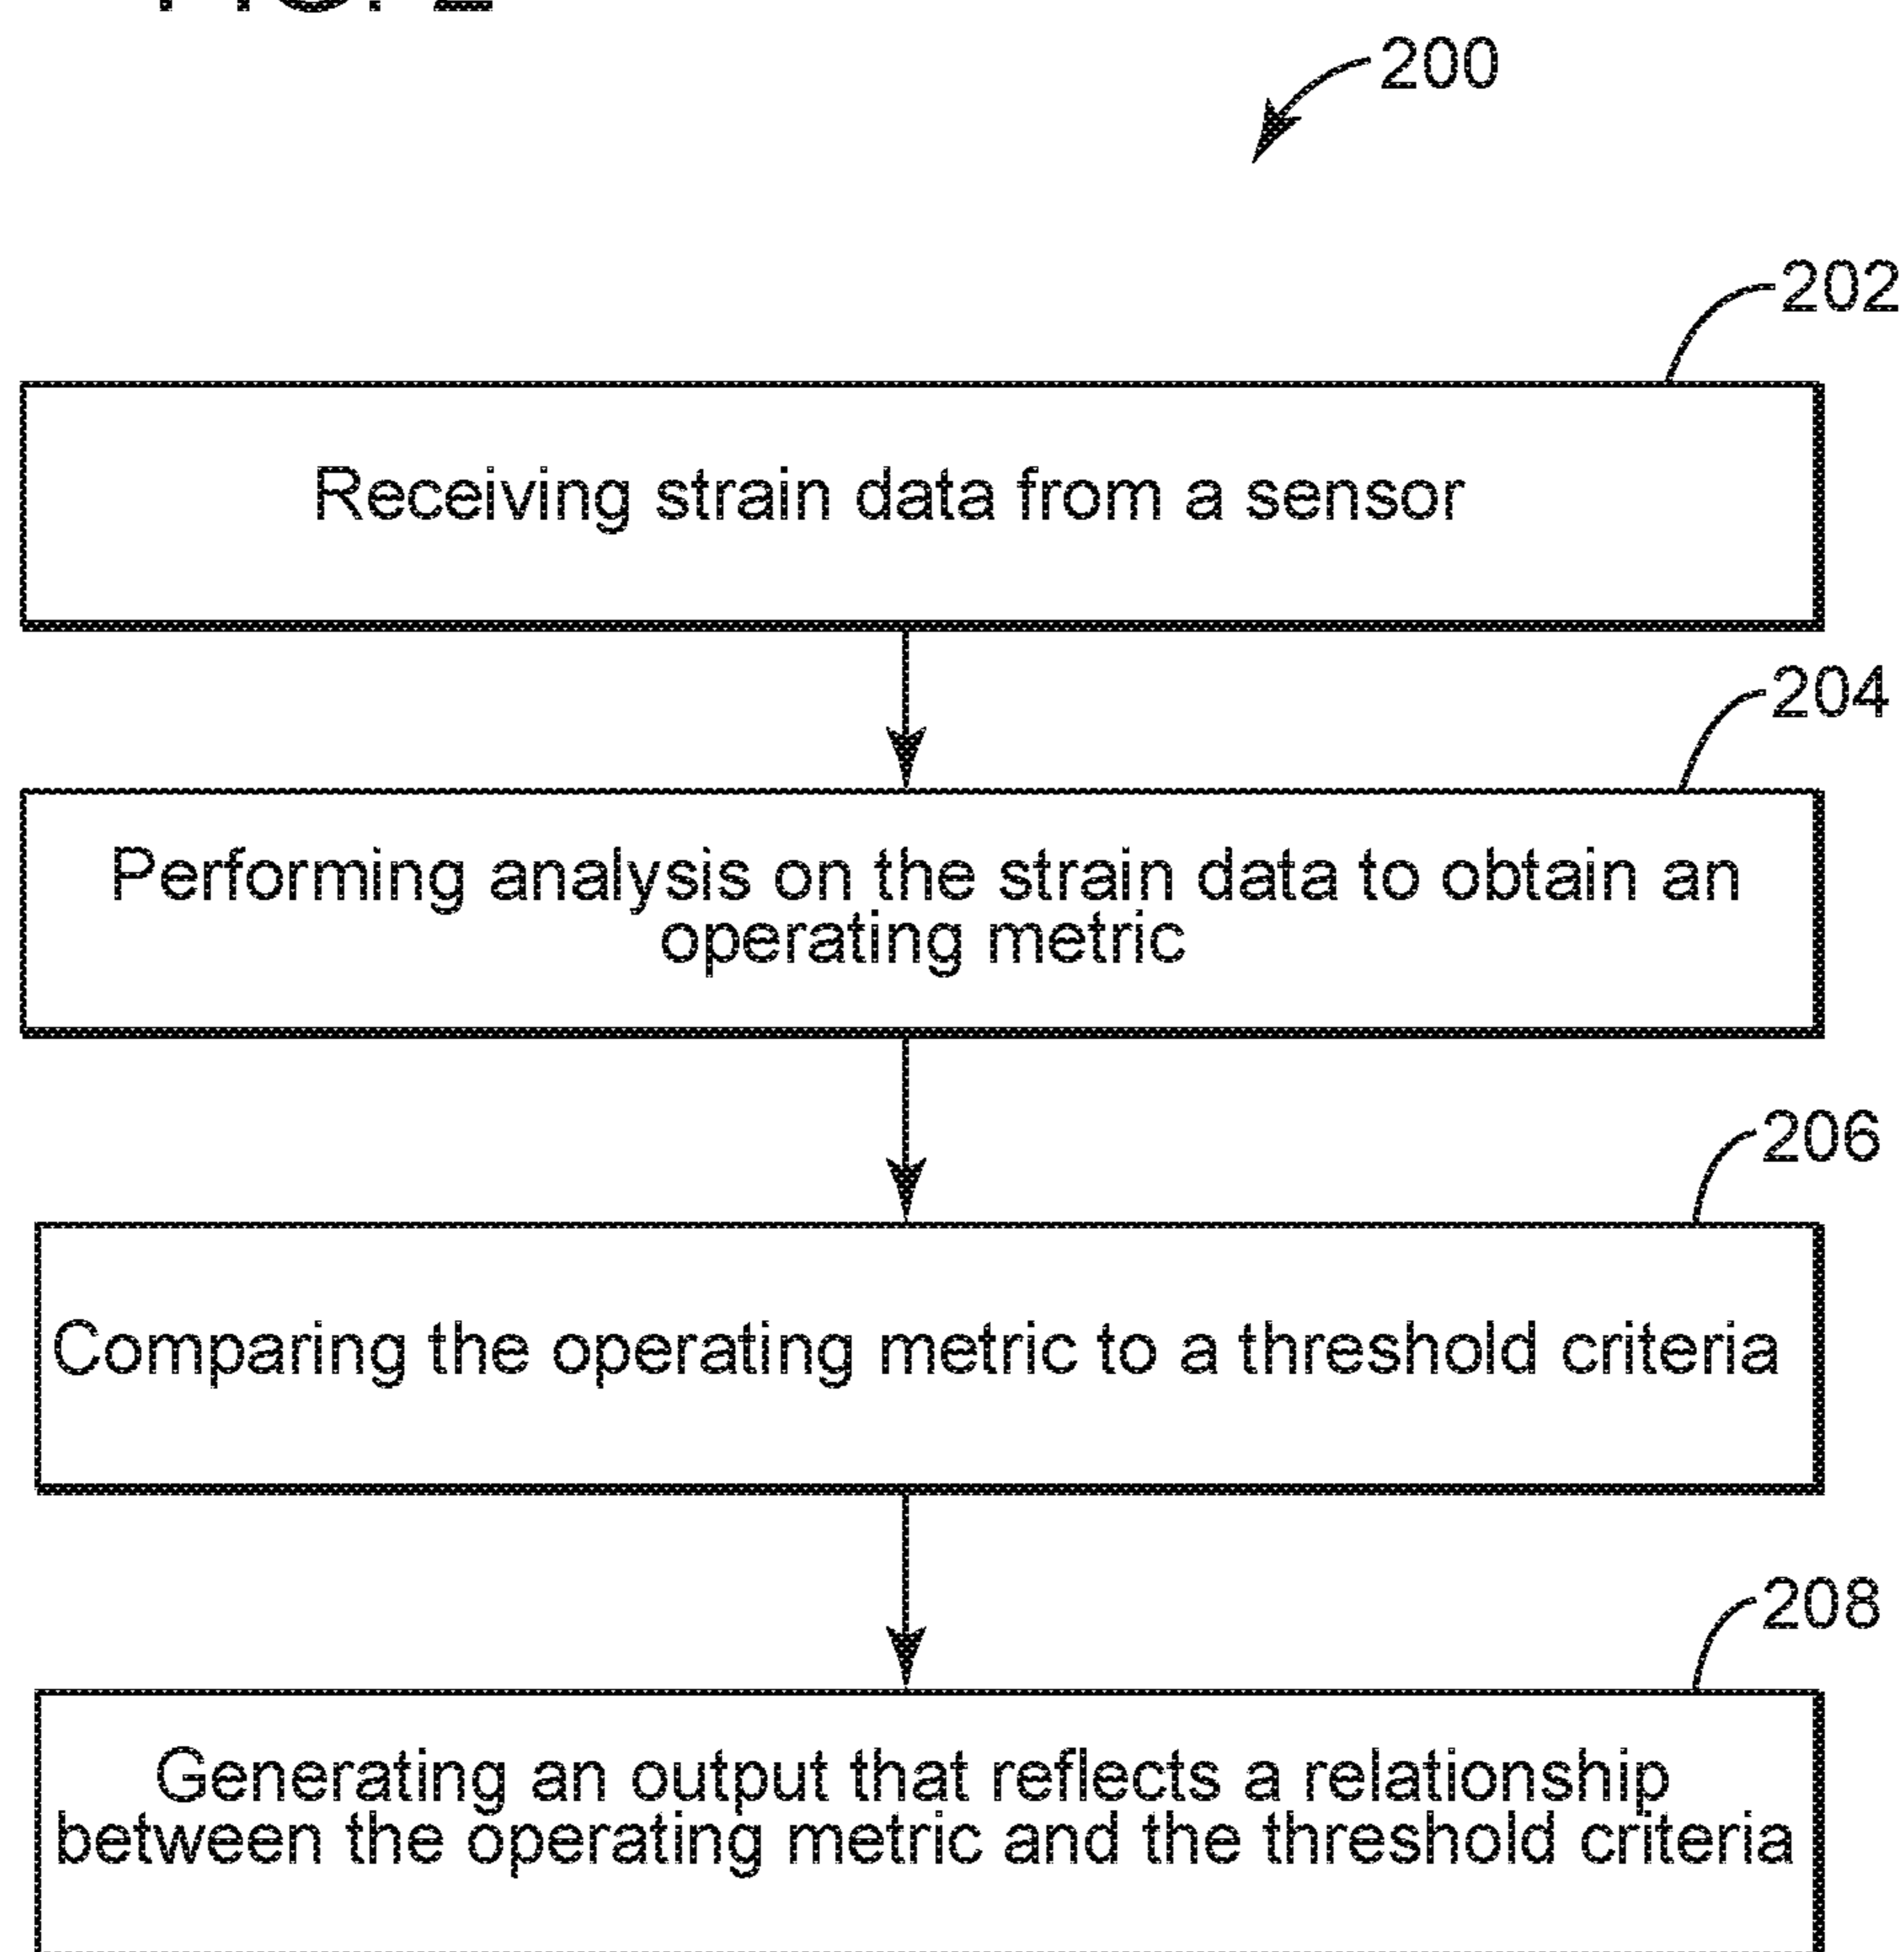 FIG. 2
200
202
Receiving strain data from a sensor
204
Performing analysis on the strain data to obtain an
operating metric
206
Comparing the operating metric to a threshold criteria
208
Generating an output that reflects a relationship
between the operating metric and the threshold criteria